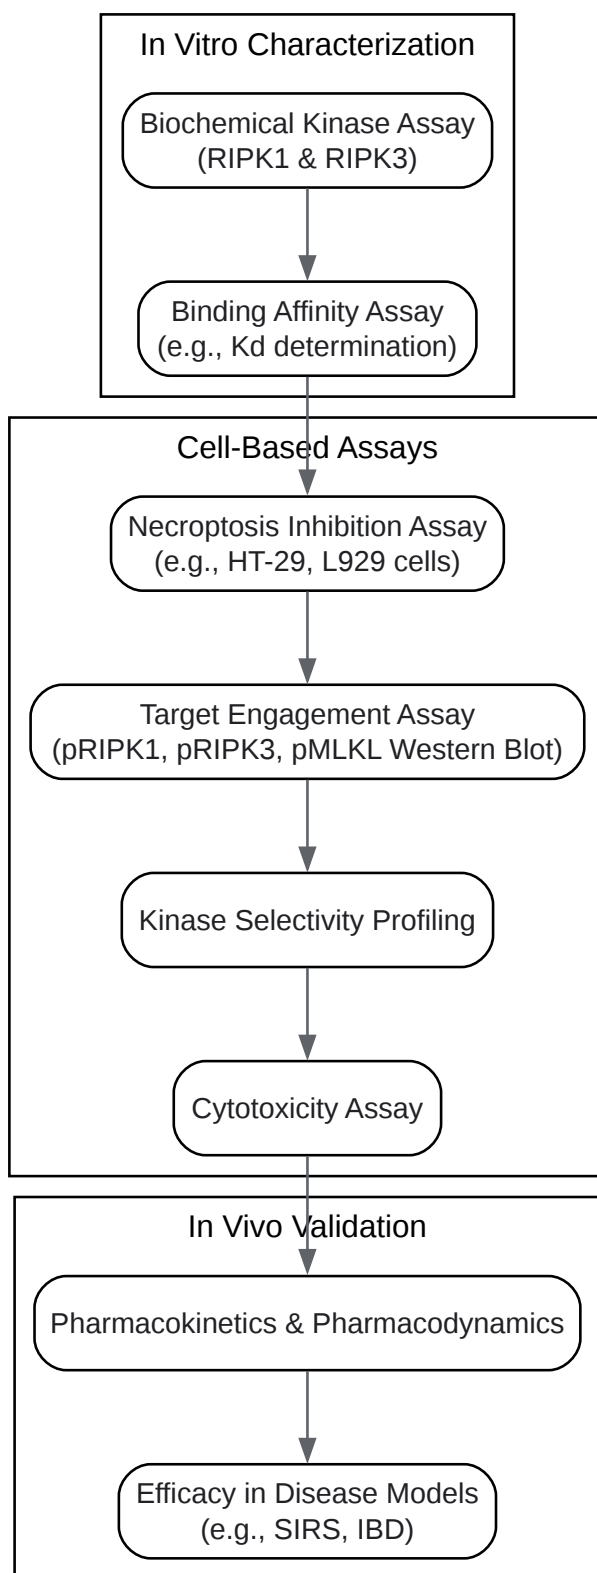 In Vitro Characterization
Biochemical Kinase Assay
(RIPK1 & RIPK3)
Binding Affinity Assay
(e.g., Kd determination)
Cell-Based Assays
Necroptosis Inhibition Assay
(e.g., HT-29, L929 cells)
Target Engagement Assay
(pRIPK1, pRIPK3, pMLKL Western Blot)
Kinase Selectivity Profiling
Cytotoxicity Assay
In Vivo Validation
Pharmacokinetics & Pharmacodynamics
Efficacy in Disease Models
(e.g., SIRS, IBD)